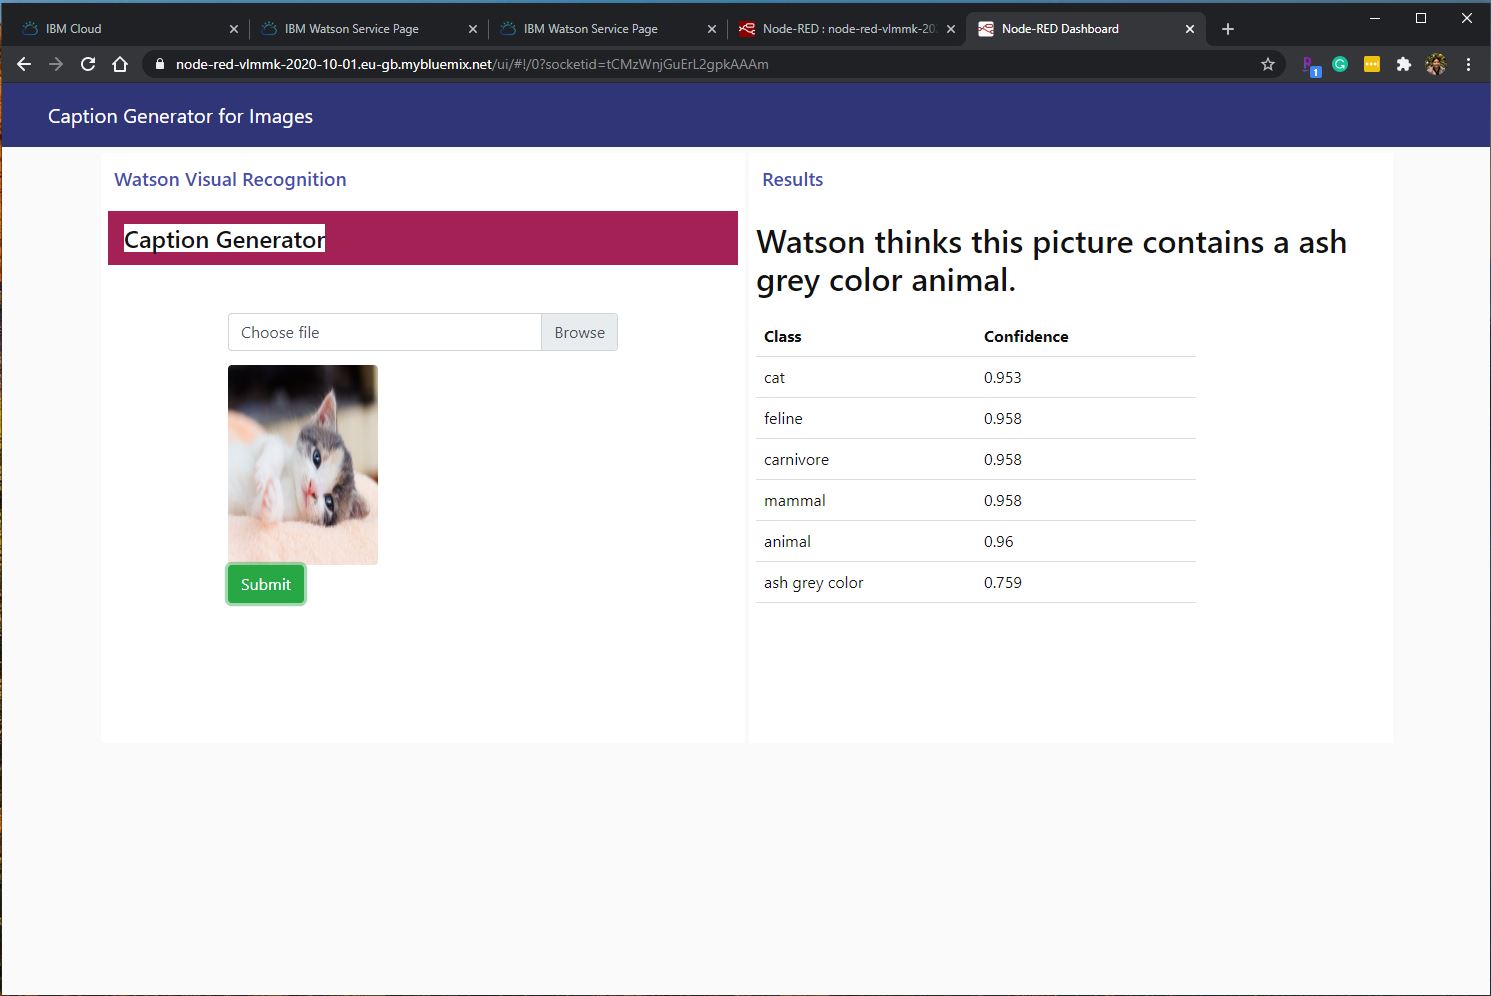 IBM Cloud
IBM Watson Service Page
IBM Watson Service Page
Node-RED : node-red-vlmmk-20
Node-RED Dashboard
node-red-vlmmk-2020-10-01.eu-gb.mybluemix.net/ui/#!/0?socketid=tCMzWnjGuErL2gpkAAAm
1
Caption Generator for Images
Watson Visual Recognition
Caption Generator
Choose file
Browse
Submit
Results
Watson thinks this picture contains a ash
grey color animal.
Class Confidence
cat 0.953
feline 0.958
carnivore 0.958
mammal 0.958
animal 0.96
ash grey color 0.759